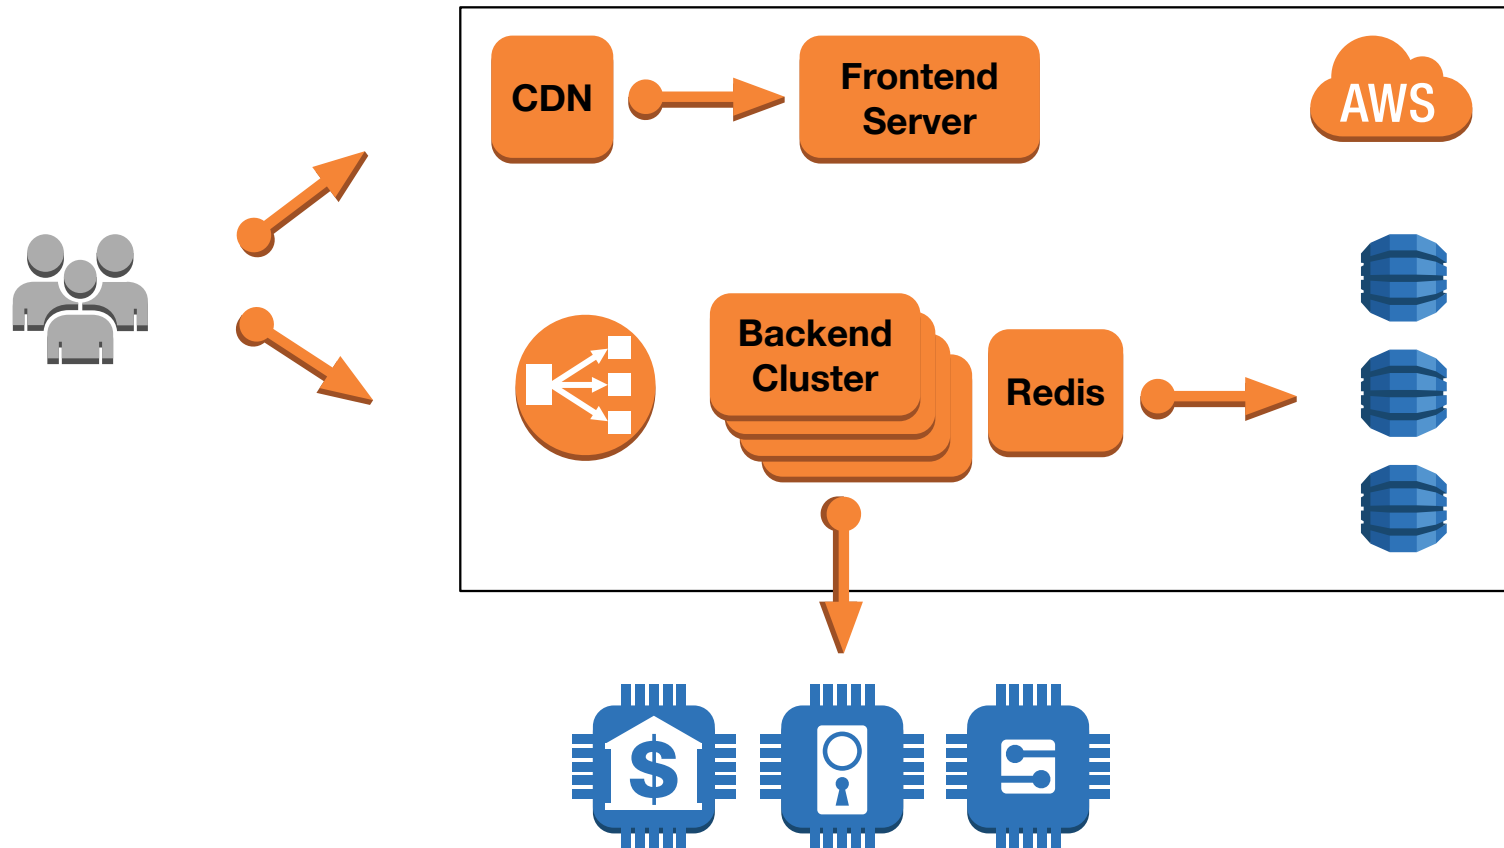 CDN
Frontend
Server
AWS
Backend
Cluster
Redis
$